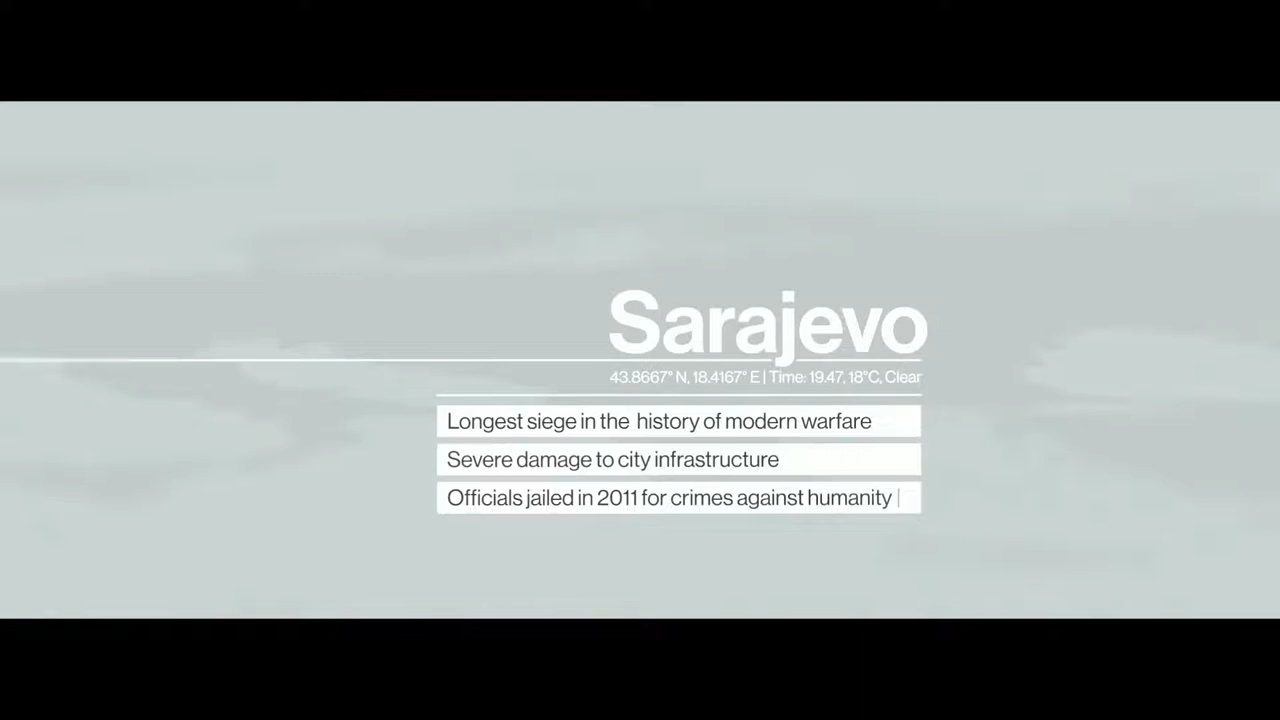 Sarajevo
43.8667° N, 18.4167° E | Time: 19.47, 18°C, Clear
Longest siege in the history of modern warfare
Severe damage to city infrastructure
Officials jailed in 2011 for crimes against humanity |